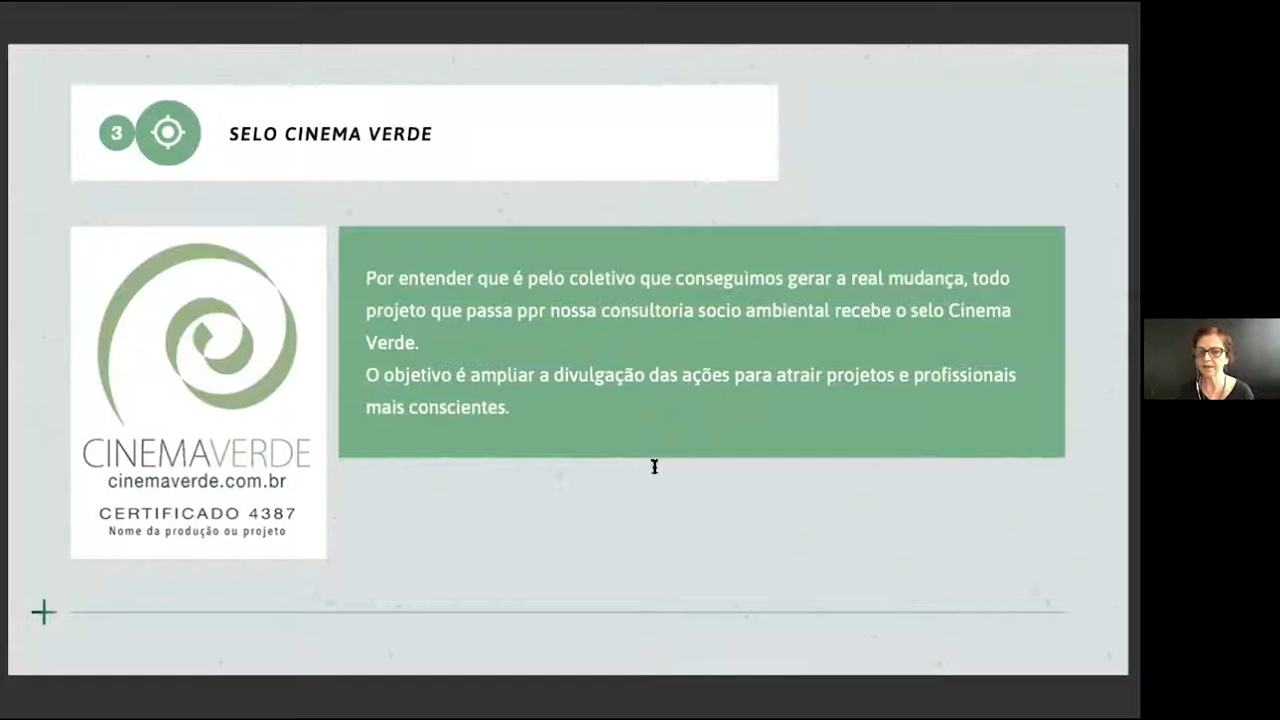 3
SELO CINEMA VERDE
Por entender que é pelo coletivo que conseguimos gerar a real mudança, todo
projeto que passa ppr nossa consultoria socio ambiental recebe o selo Cinema
Verde.
O objetivo é ampliar a divulgação das ações para atrair projetos e profissionais
mais conscientes.
CINEMAVERDE
cinemaverde.com.br
CERTIFICADO 4387
Nome da produção ou projeto